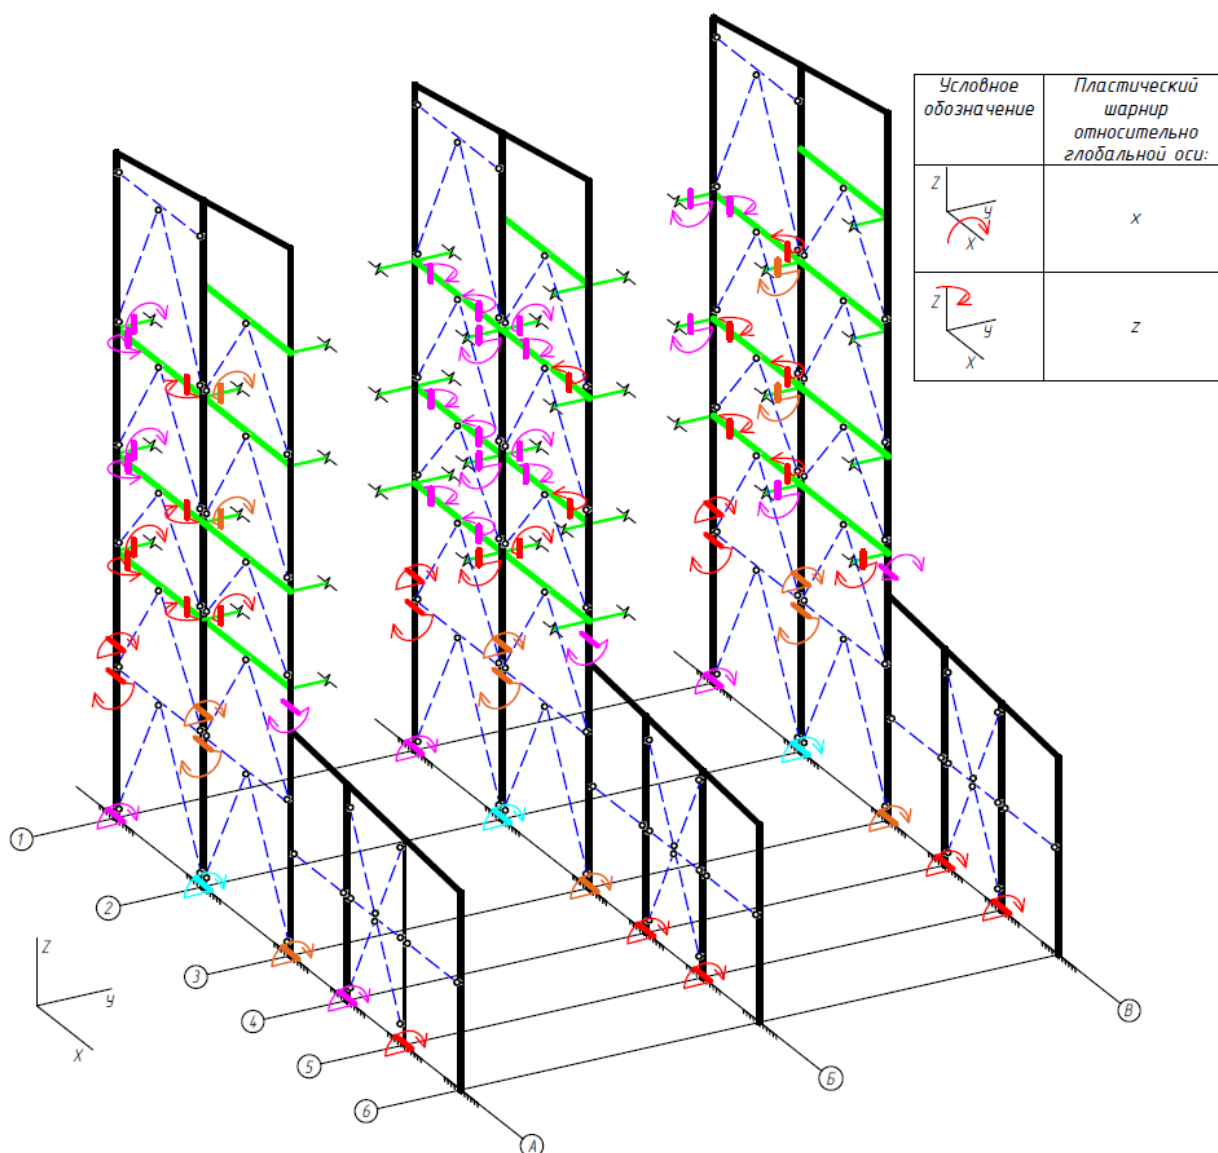 Условное
обозначение
Пластический
шарнир
относительно
глобальной оси:
Z
y
X
x
Z
y
X
z
1
2
3
4
5
6
Z
y
X
А
Б
В